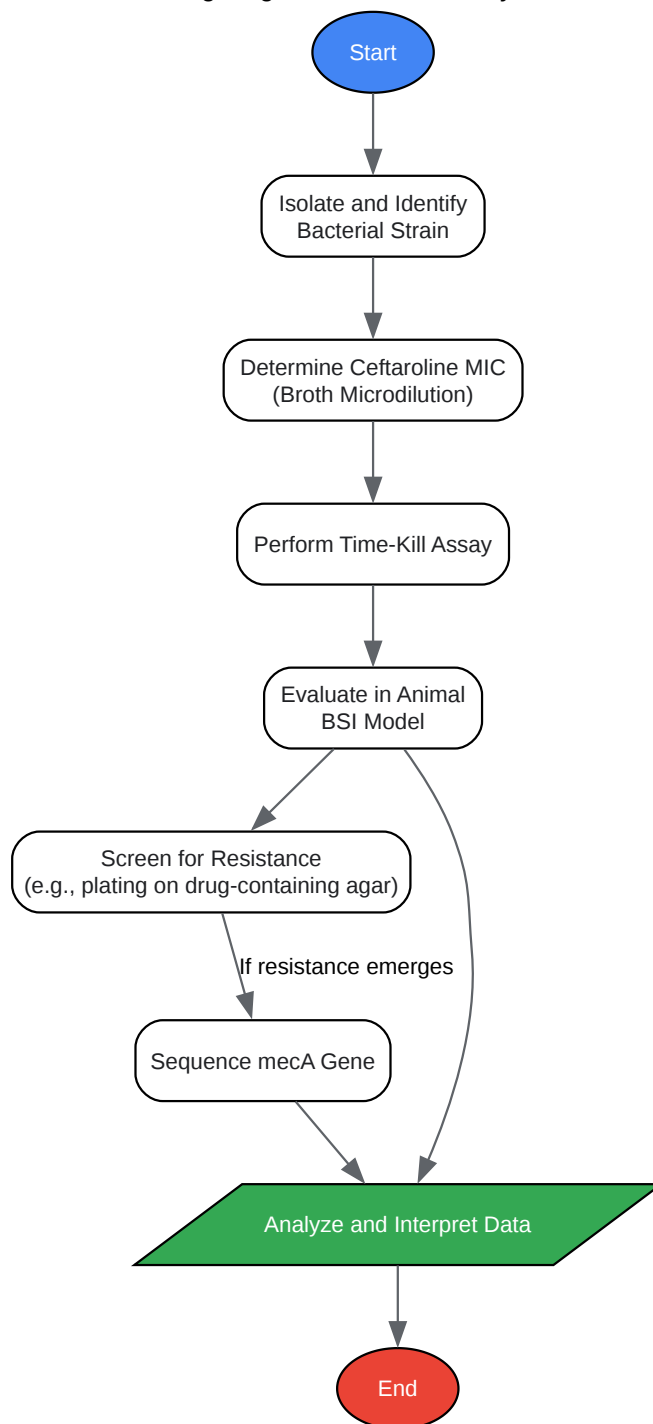 Start
Isolate and Identify
Bacterial Strain
Determine Ceftaroline MIC
(Broth Microdilution)
Perform Time-Kill Assay
Evaluate in Animal
BSI Model
Screen for Resistance
(e.g., plating on drug-containing agar)
If resistance emerges
Sequence mecA Gene
Analyze and Interpret Data
End